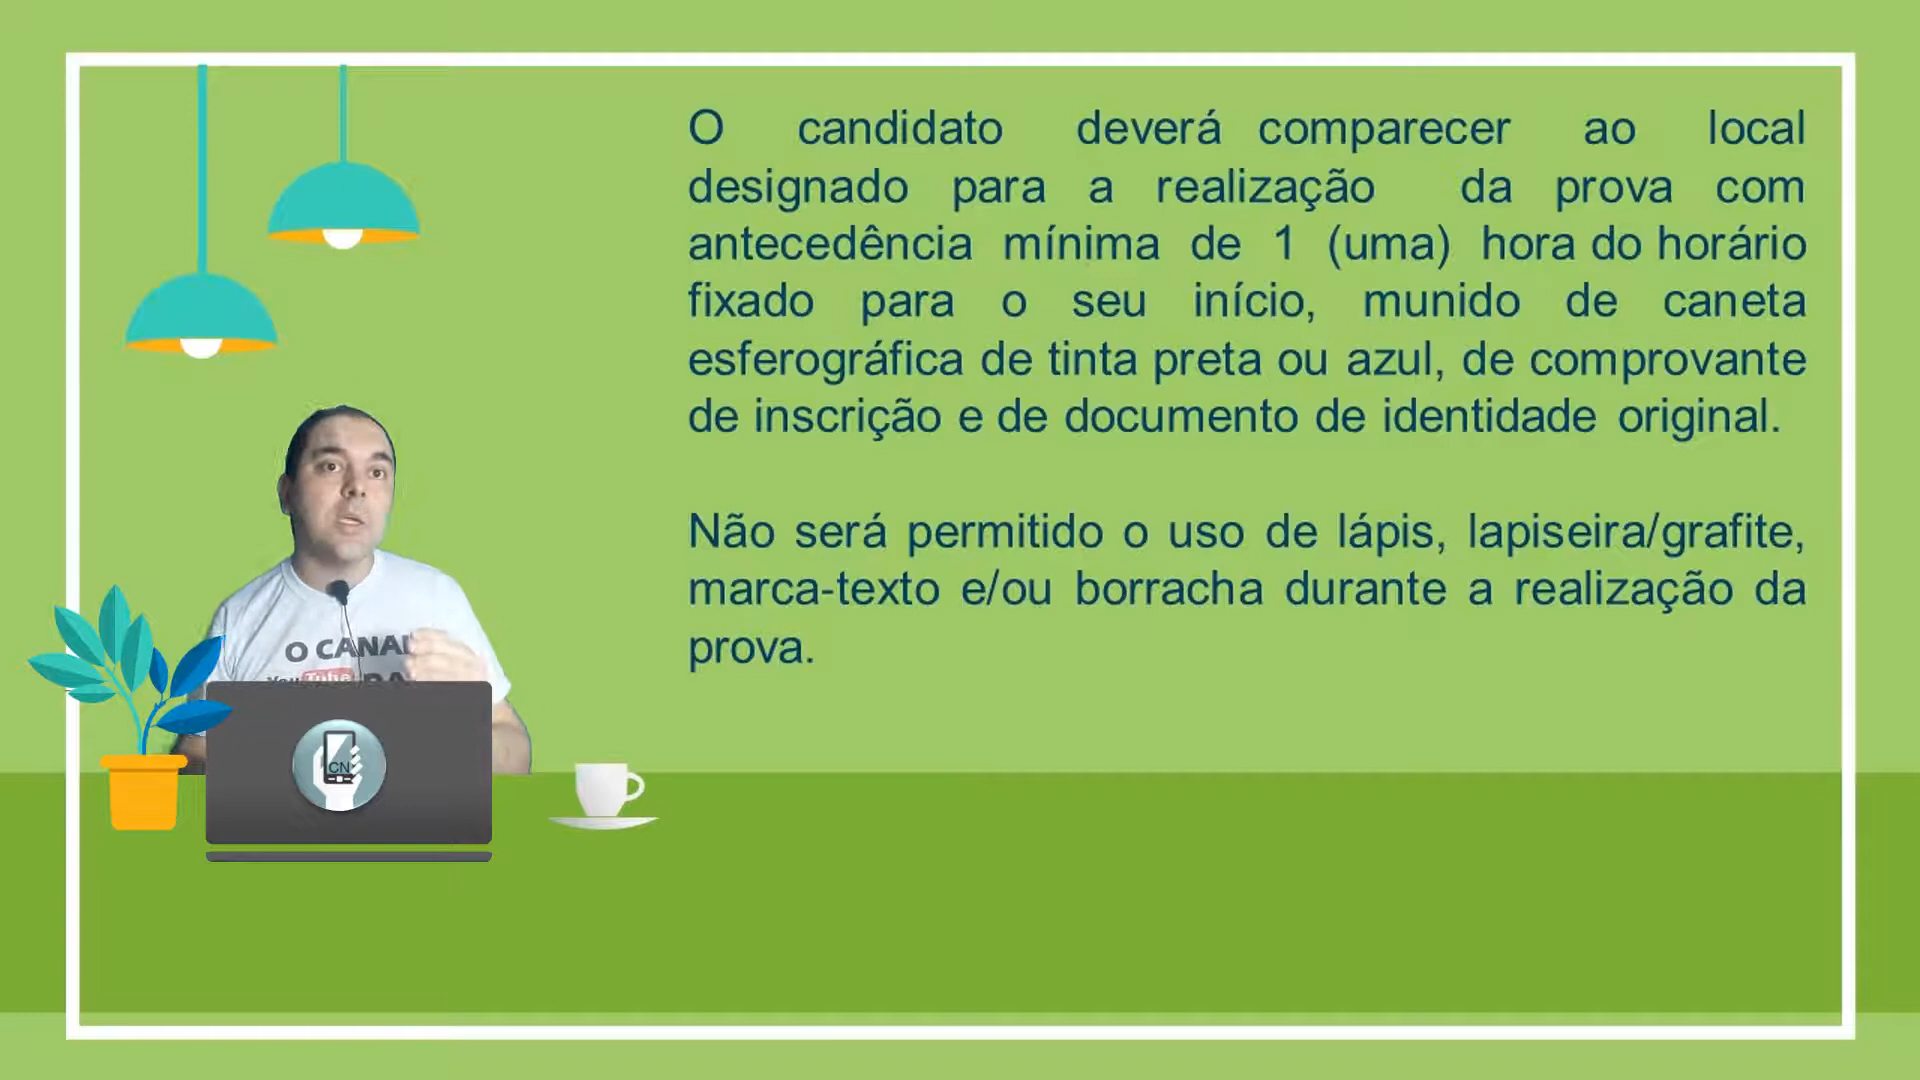 O candidato deverá comparecer ao local
designado para a realização da prova com
antecedência mínima de 1 (uma) hora do horário
fixado para o seu início, munido de caneta
esferográfica de tinta preta ou azul, de comprovante
de inscrição e de documento de identidade original.
Não será permitido o uso de lápis, lapiseira/grafite,
marca-texto e/ou borracha durante a realização da
prova.
O CANAL
YouTube
CN